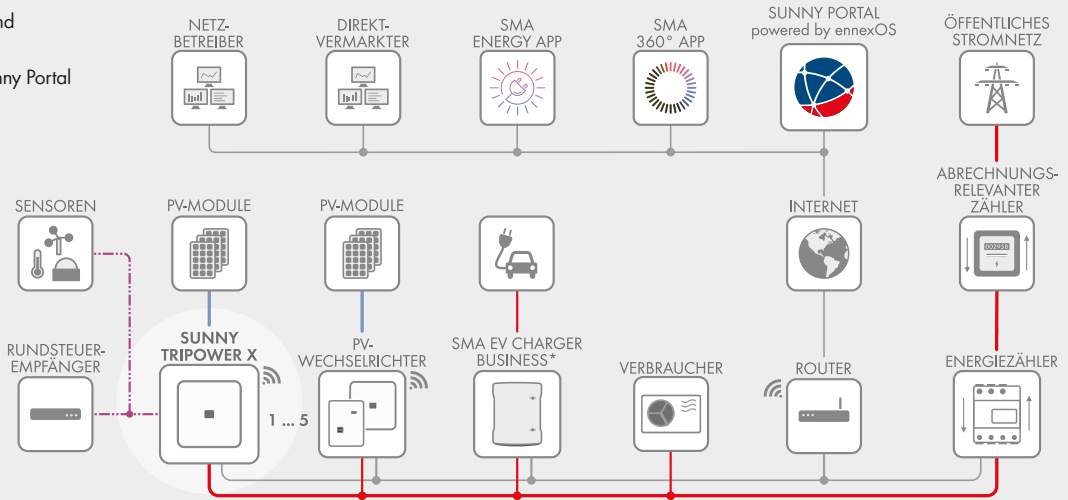 nd
nny Portal
NETZ-
BETREIBER
DIREKT-
VERMARKTER
SMA
ENERGY APP
SMA
360° APP
SUNNY PORTAL
powered by ennexOS
ÖFFENTLICHES
STROMNETZ
SENSOREN
PV-MODULE
PV-MODULE
INTERNET
ABRECHNUNGS-
RELEVANTER
ZÄHLER
002958
RUNDSTEUER-
EMPFÄNGER
SUNNY
TRIPOWER X
1 ... 5
PV-
WECHSELRICHTER
SMA EV CHARGER
BUSINESS*
VERBRAUCHER
ROUTER
ENERGIEZÄHLER